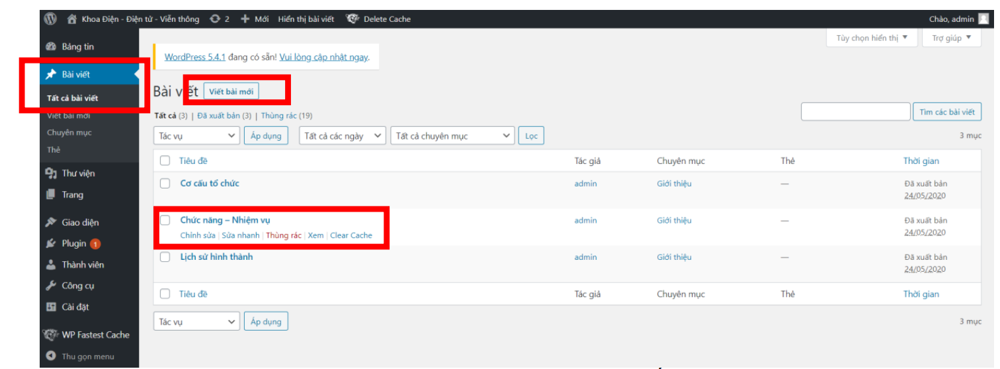 Khoa Điện - Điện tử - Viễn thông 2 + Mới Hiển thị bài viết Delete Cache Chào, admin
Tùy chọn hiển thị ▼ Trợ giúp ▼
Bảng tin
Bài viết
Tất cả bài viết
Viết bài mới
Chuyên mục
Thẻ
Thư viện
Trang
Giao diện
Plugin 1
Thành viên
Công cụ
Cài đặt
WP Fastest Cache
Thu gọn menu
WordPress 5.4.1 đang có sẵn! Vui lòng cập nhật ngay.
Bài viết Viết bài mới
Tất cả (3) | Đã xuất bản (3) | Thùng rác (19)
Tìm các bài viết
Tác vụ Áp dụng Tất cả các ngày Tất cả chuyên mục Lọc 3 mục
Tiêu đề Tác giả Chuyên mục Thẻ Thời gian
Cơ cấu tổ chức admin Giới thiệu — Đã xuất bản
24/05/2020
Chức năng – Nhiệm vụ admin Giới thiệu — Đã xuất bản
Chỉnh sửa | Sửa nhanh | Thùng rác | Xem | Clear Cache 24/05/2020
Lịch sử hình thành admin Giới thiệu — Đã xuất bản
24/05/2020
Tiêu đề Tác giả Chuyên mục Thẻ Thời gian
Tác vụ Áp dụng 3 mục